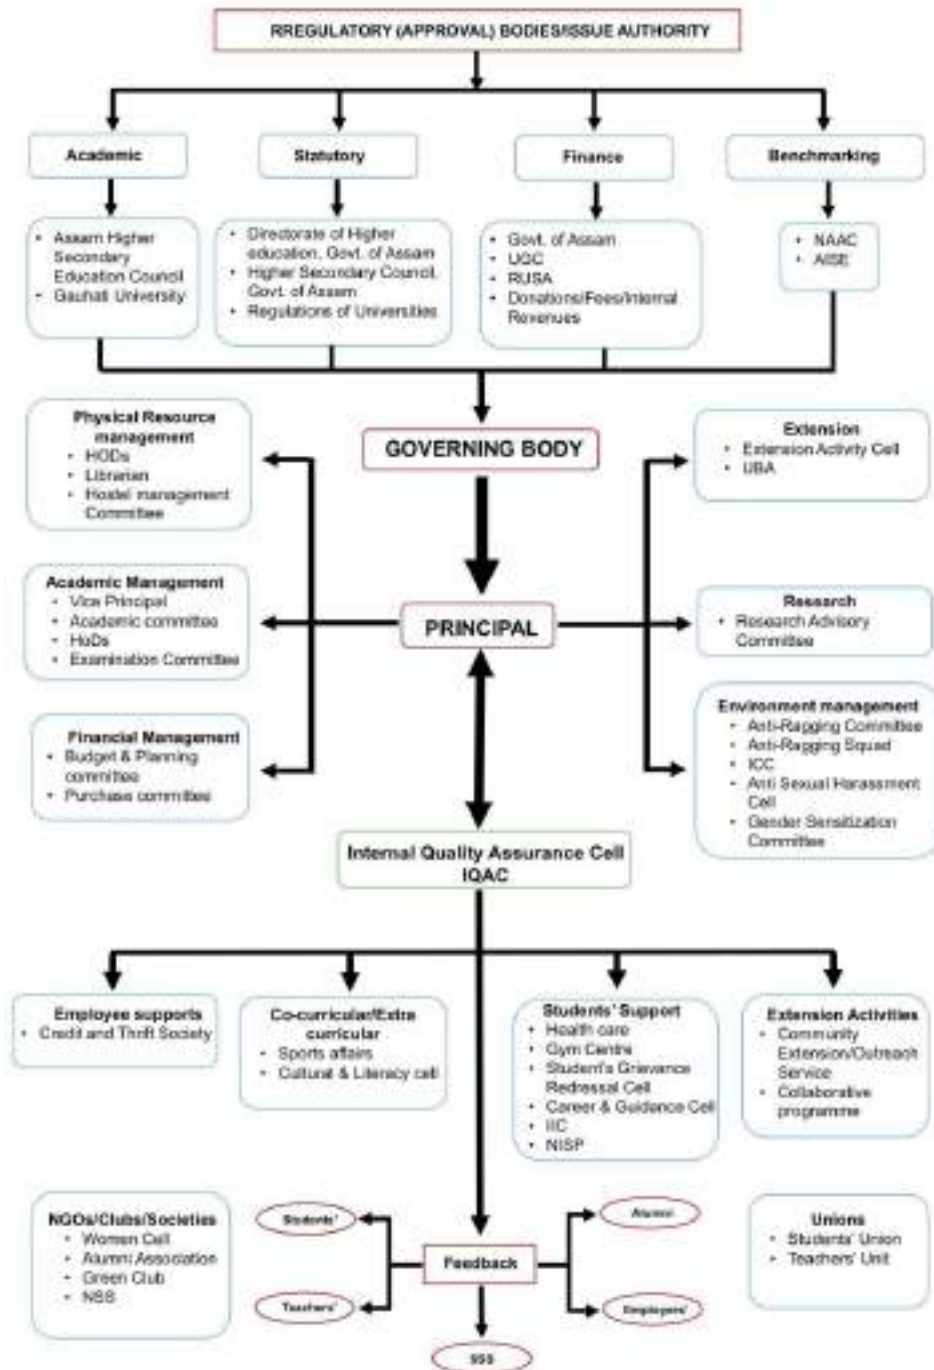 RREGULATORY (APPROVAL) BODIES/ISSUE AUTHORITY
Academic
Statutory
Finance
Benchmarking
• Assam Higher
Secondary
Education Council
• Gauhati University
• Directorate of Higher
education, Govt. of Assam
• Higher Secondary Council,
Govt. of Assam
• Regulations of Universities
• Govt. of Assam
• UGC
• RUSA
• Donations/Fees/Internal
Revenues
• NAAC
• AISE
Physical Resource
management
• HODs
• Librarian
• Hostel management
Committee
GOVERNING BODY
Extension
• Extension Activity Cell
• UBA
Academic Management
• Vice Principal
• Academic committee
• HoDs
• Examination Committee
PRINCIPAL
Research
• Research Advisory
Committee
Financial Management
• Budget & Planning
committee
• Purchase committee
Environment management
• Anti-Ragging Committee
• Anti-Ragging Squad
• ICC
• Anti Sexual Harassment
Cell
• Gender Sensitization
Committee
Internal Quality Assurance Cell
IQAC
Employee supports
• Credit and Thrift Society
Co-curricular/Extra
curricular
• Sports affairs
• Cultural & Literacy cell
Students' Support
• Health care
• Gym Centre
• Student's Grievance
Redressal Cell
• Career & Guidance Cell
• IIC
• NISP
Extension Activities
• Community
Extension/Outreach
Service
• Collaborative
programme
NGOs/Clubs/Societies
• Women Cell
• Alumni Association
• Green Club
• NSS
Students'
Teachers'
Feedback
Alumni
Employers'
SSS
Unions
• Students' Union
• Teachers' Unit